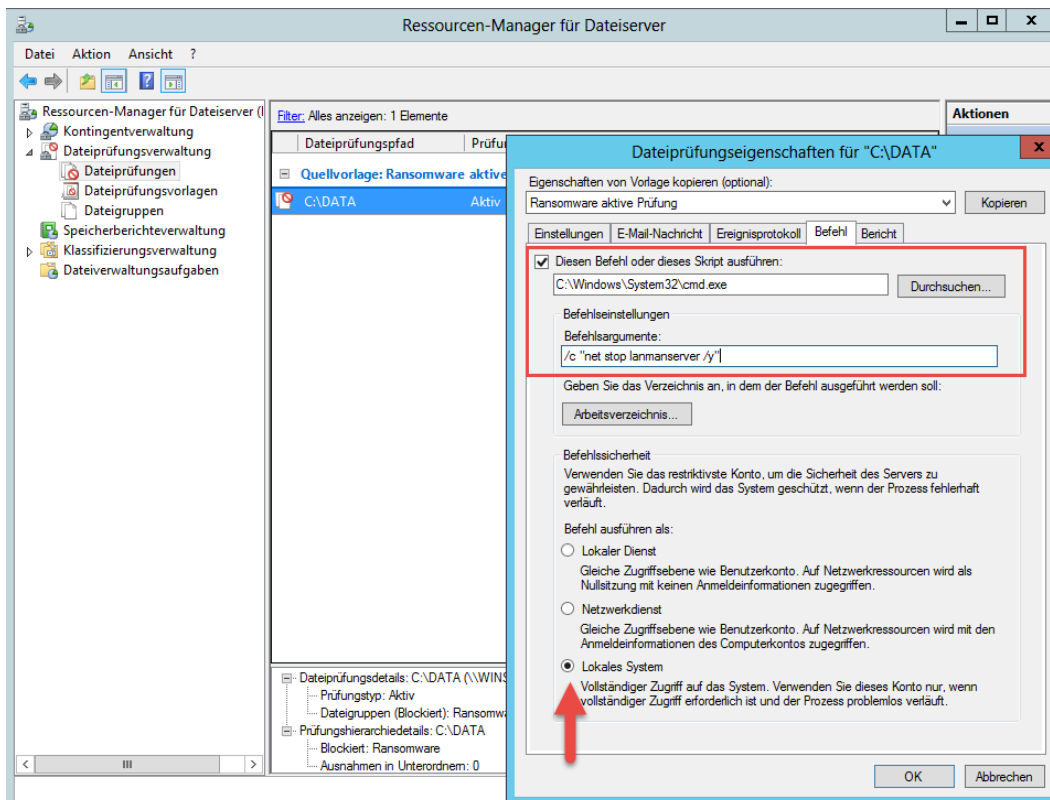 Ressourcen-Manager für Dateiserver
Datei Aktion Ansicht ?
Ressourcen-Manager für Dateiserver (
Kontingentverwaltung
Dateiprüfungsverwaltung
Dateiprüfungen
Dateiprüfungsvorlagen
Dateigruppen
Speicherberichteverwaltung
Klassifizierungsverwaltung
Dateiverwaltungsaufgaben
Filter: Alles anzeigen: 1 Elemente
Dateiprüfungspfad Prüfu
Quellvorlage: Ransomware aktive
C:\DATA Aktiv
Dateiprüfungsdetails: C:\DATA (\\WINS
Prüfungstyp: Aktiv
Dateigruppen (Blockiert): Ransomwa
Prüfungshierarchiedetails: C:\DATA
Blockiert: Ransomware
Ausnahmen in Unterordnern: 0
Aktionen
Dateiprüfungseigenschaften für "C:\DATA"
Eigenschaften von Vorlage kopieren (optional):
Ransomware aktive Prüfung Kopieren
Einstellungen E-Mail-Nachricht Ereignisprotokoll Befehl Bericht
Diesen Befehl oder dieses Skript ausführen:
C:\Windows\System32\cmd.exe Durchsuchen...
Befehlseinstellungen
Befehlsargumente:
/c "net stop lanmanserver /y"
Geben Sie das Verzeichnis an, in dem der Befehl ausgeführt werden soll:
Arbeitsverzeichnis...
Befehlssicherheit
Verwenden Sie das restriktivste Konto, um die Sicherheit des Servers zu
gewährleisten. Dadurch wird das System geschützt, wenn der Prozess fehlerhaft
verläuft.
Befehl ausführen als:
Lokaler Dienst
Gleiche Zugriffsebene wie Benutzerkonto. Auf Netzwerkressourcen wird als
Nullsitzung mit keinen Anmeldeinformationen zugegriffen.
Netzwerkdienst
Gleiche Zugriffsebene wie Benutzerkonto. Auf Netzwerkressourcen wird mit den
Anmeldeinformationen des Computerkontos zugegriffen.
Lokales System
Vollständiger Zugriff auf das System. Verwenden Sie dieses Konto nur, wenn
vollständiger Zugriff erforderlich ist und der Prozess problemlos verläuft.
OK Abbrechen